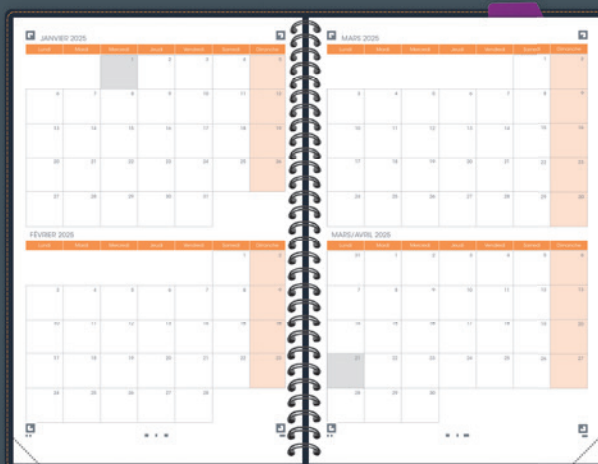 JANVIER 2025
Lundi Mardi Mercredi Jeudi Vendredi Samedi Dimanche
1 2 3 4 5
6 7 8 9 10 11 12
13 14 15 16 17 18 19
20 21 22 23 24 25 26
27 28 29 30 31
FÉVRIER 2025
Lundi Mardi Mercredi Jeudi Vendredi Samedi Dimanche
1 2
3 4 5 6 7 8 9
10 11 12 13 14 15 16
17 18 19 20 21 22 23
24 25 26 27 28
MARS 2025
Lundi Mardi Mercredi Jeudi Vendredi Samedi Dimanche
1 2
3 4 5 6 7 8 9
10 11 12 13 14 15 16
17 18 19 20 21 22 23
24 25 26 27 28 29 30
MARS/AVRIL 2025
Lundi Mardi Mercredi Jeudi Vendredi Samedi Dimanche
31 1 2 3 4 5 6
7 8 9 10 11 12 13
14 15 16 17 18 19 20
21 22 23 24 25 26 27
28 29 30